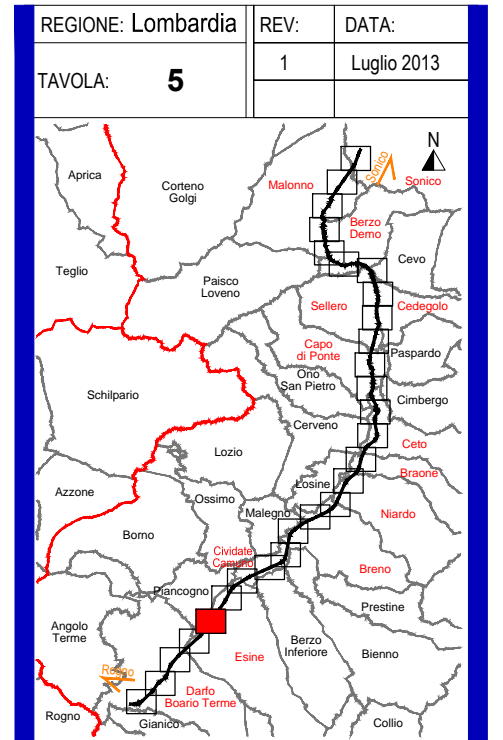 REGIONE: Lombardia
REV:
DATA:
TAVOLA: 5
1
Luglio 2013
N
Aprica
Corteno
Golgi
Malonno
Sonico
Sonico
Berzo
Demo
Cevo
Teglio
Paisco
Loveno
Sellero
Cedegolo
Capo
di Ponte
Paspardo
Ono
San Pietro
Schilpario
Cimbergo
Cerveno
Ceto
Lozio
Braone
Losine
Azzone
Ossimo
Malegno
Niardo
Borno
Cividate
Camuno
Breno
Piancogno
Prestine
Angolo
Terme
Berzo
Inferiore
Bienno
Esine
Rogno
Darfo
Boario Terme
Rogno
Gianico
Collio